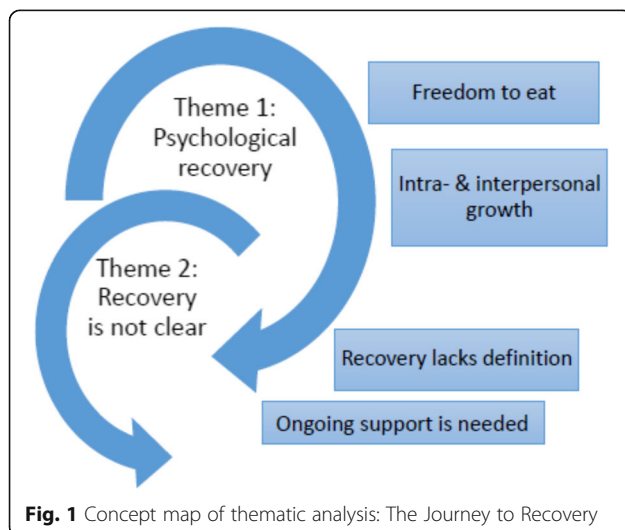 Theme 1:
Psychological
recovery
Freedom to eat
Intra- & interpersonal
growth
Theme 2:
Recovery
is not clear
Recovery lacks definition
Ongoing support is needed
Fig. 1 Concept map of thematic analysis: The Journey to Recovery